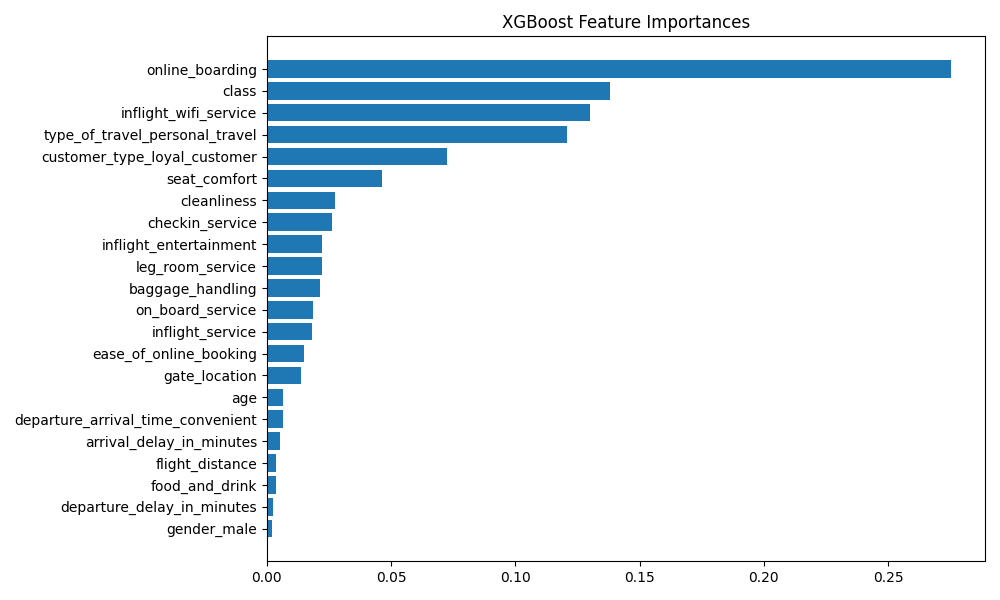 XGBoost Feature Importances
online_boarding
class
inflight_wifi_service
type_of_travel_personal_travel
customer_type_loyal_customer
seat_comfort
cleanliness
checkin_service
inflight_entertainment
leg_room_service
baggage_handling
on_board_service
inflight_service
ease_of_online_booking
gate_location
age
departure_arrival_time_convenient
arrival_delay_in_minutes
flight_distance
food_and_drink
departure_delay_in_minutes
gender_male
0.00 0.05 0.10 0.15 0.20 0.25